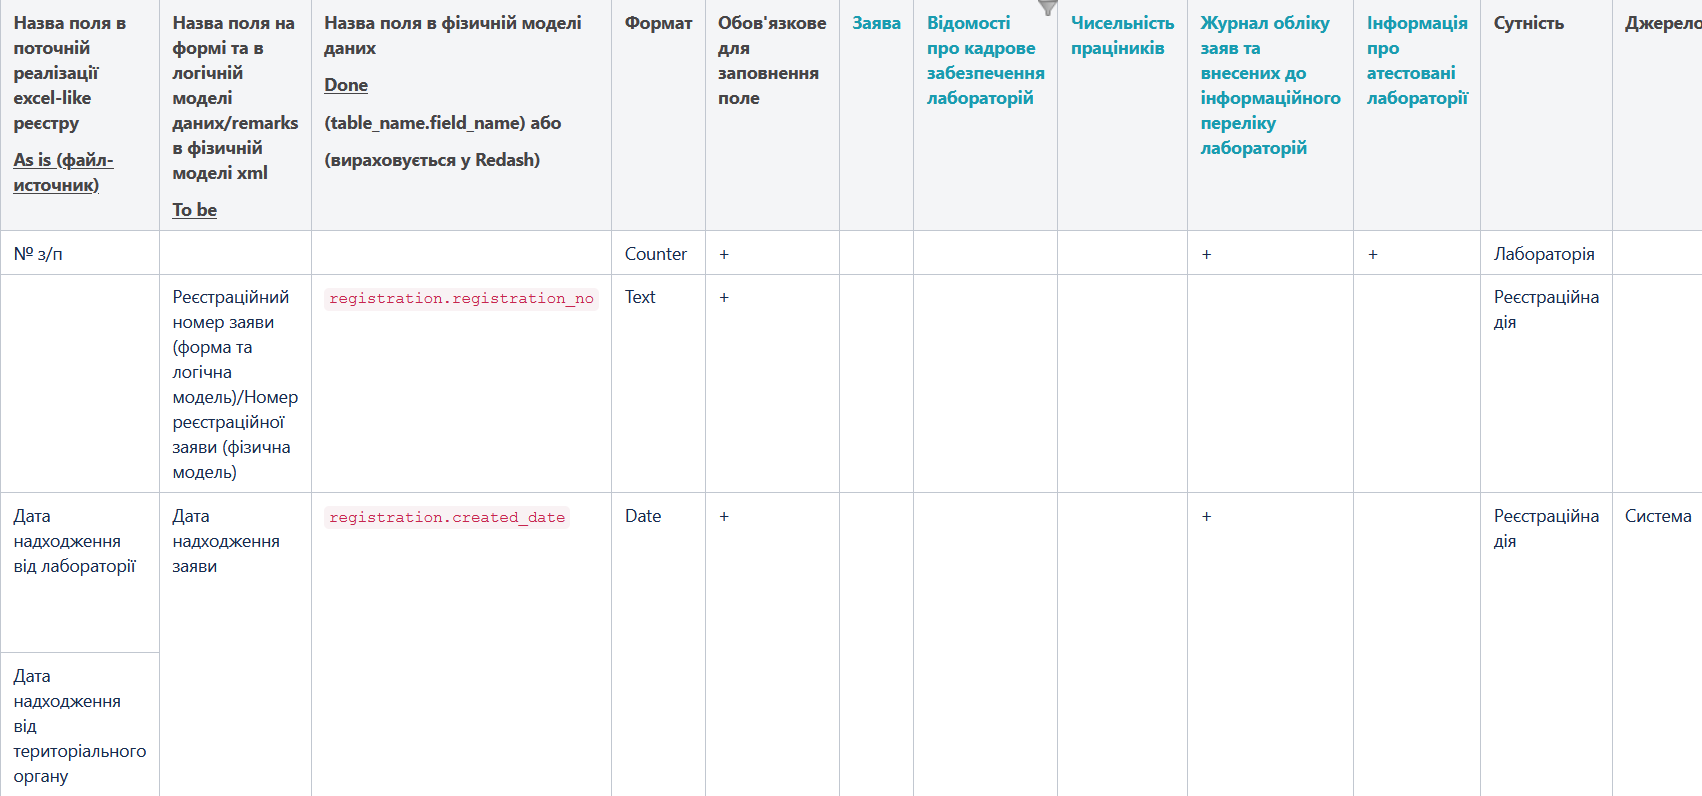 Назва поля в
поточній
реалізації
excel-like
реєстру
As is (файл-
источник)
Назва поля на
формі та в
логічній
моделі
даних/remarks
в фізичній
моделі xml
To be
Назва поля в фізичній моделі
даних
Done
(table_name.field_name) або
(вираховується у Redash)
Формат
Обов'язкове
для
заповнення
поле
Заява
Відомості
про кадрове
забезпечення
лабораторій
Чисельність
праціників
Журнал обліку
заяв та
внесених до
інформаційного
переліку
лабораторій
Інформація
про
атестовані
лабораторії
Сутність
Джерело
№ з/п
Counter
+
+
+
Лабораторія
Реєстраційний
номер заяви
(форма та
логічна
модель)/Номер
реєстраційної
заяви (фізична
модель)
registration.registration_no
Text
+
Реєстраційна
дія
Дата
надходження
від лабораторії
Дата
надходження
заяви
registration.created_date
Date
+
+
Реєстраційна
дія
Система
Дата
надходження
від
територіального
органу